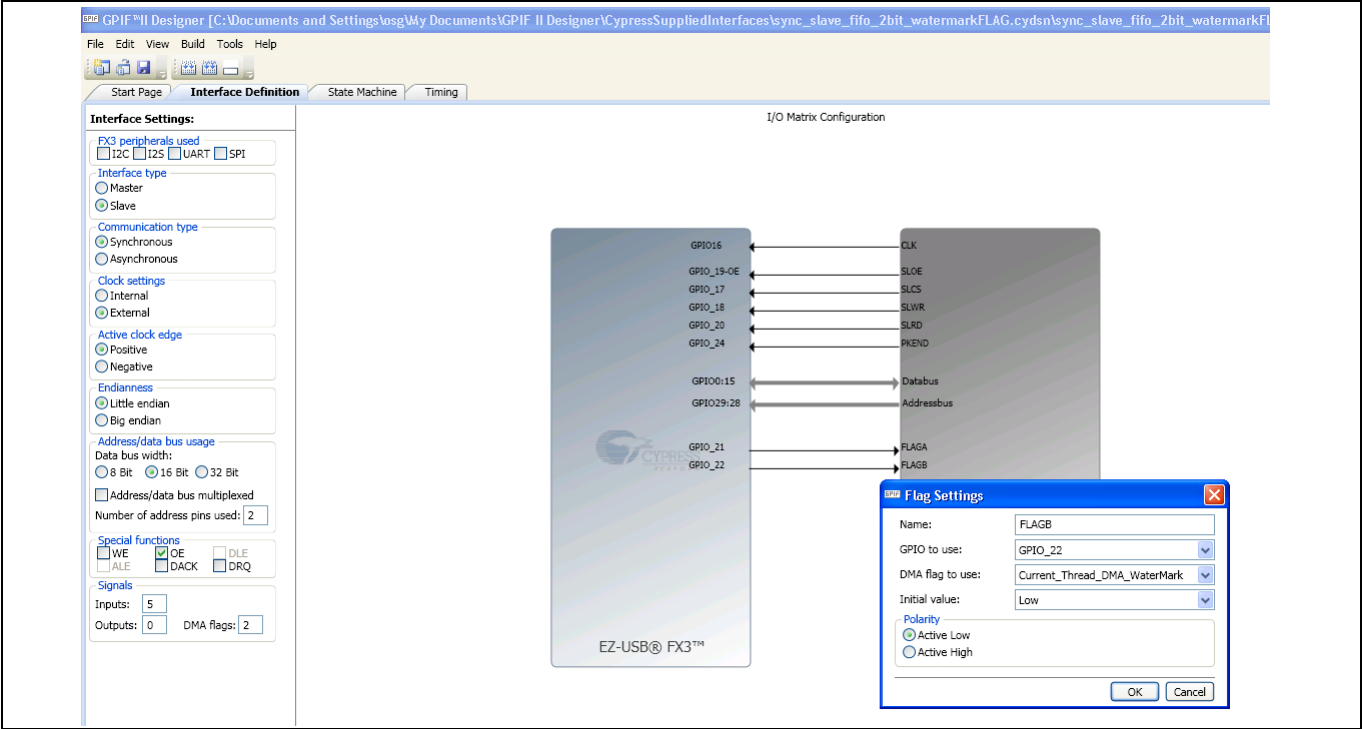 GPIF™II Designer [C:\Documents and Settings\osg\My Documents\GPIF II Designer\CypressSuppliedInterfaces\sync_slave_fifo_2bit_watermarkFLAG.cydsn\sync_slave_fifo_2bit_watermarkFL
File Edit View Build Tools Help
Start Page Interface Definition State Machine Timing
Interface Settings:
FX3 peripherals used
I2C I2S UART SPI
Interface type
Master
Slave
Communication type
Synchronous
Asynchronous
Clock settings
Internal
External
Active clock edge
Positive
Negative
Endianness
Little endian
Big endian
Address/data bus usage
Data bus width:
8 Bit 16 Bit 32 Bit
Address/data bus multiplexed
Number of address pins used: 2
Special functions
WE OE DLE
ALE DACK DRQ
Signals
Inputs: 5
Outputs: 0 DMA flags: 2
I/O Matrix Configuration
GPIO16 CLK
GPIO_19-OE SLOE
GPIO_17 SLCS
GPIO_18 SLWR
GPIO_20 SLRD
GPIO_24 PKEND
GPIO0:15 Databus
GPIO29:28 Addressbus
GPIO_21 FLAGA
CYPRESS
GPIO_22 FLAGB
EZ-USB® FX3™
GPIF Flag Settings
Name: FLAGB
GPIO to use: GPIO_22
DMA flag to use: Current_Thread_DMA_WaterMark
Initial value: Low
Polarity
Active Low
Active High
OK Cancel